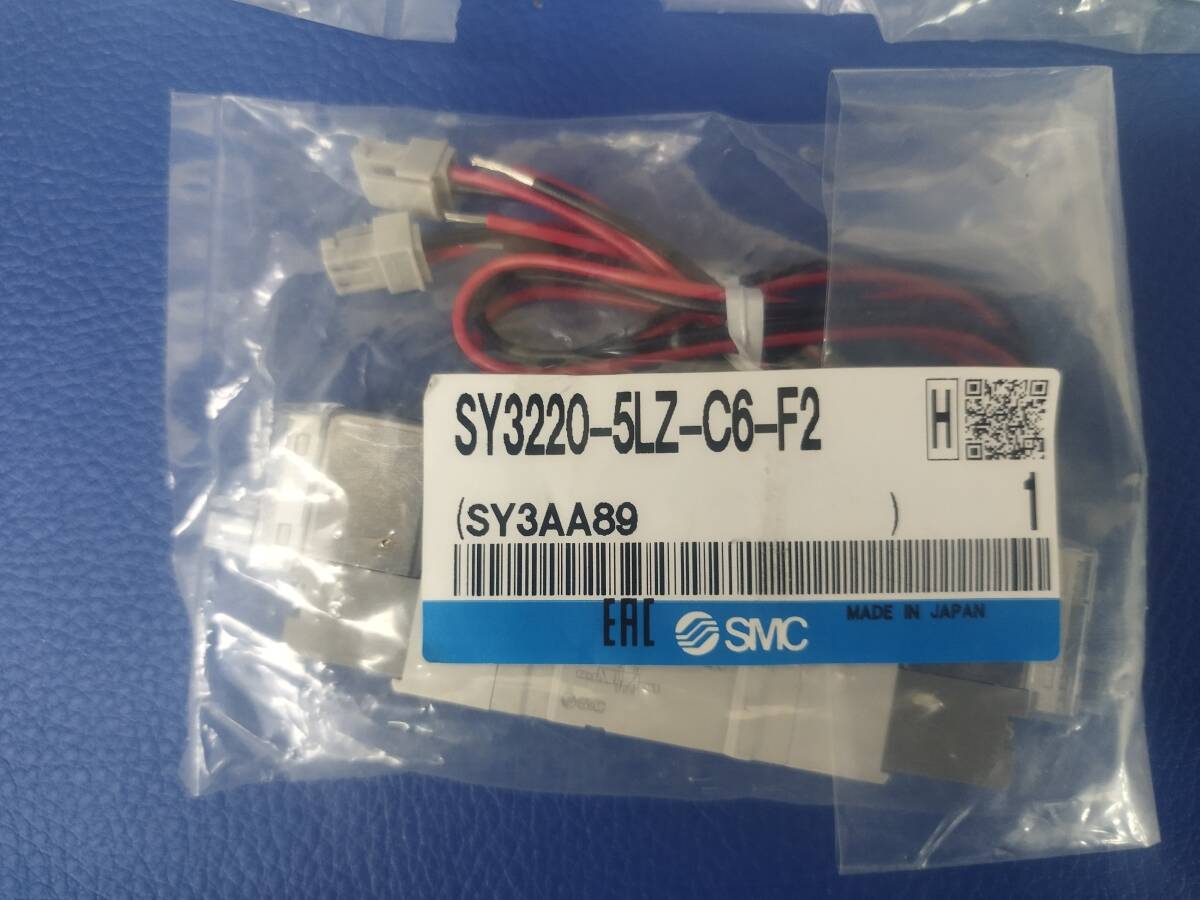 SY3220-5LZ-C6-F2
H
(SY3AA89 )
1
EAC SMC MADE IN JAPAN